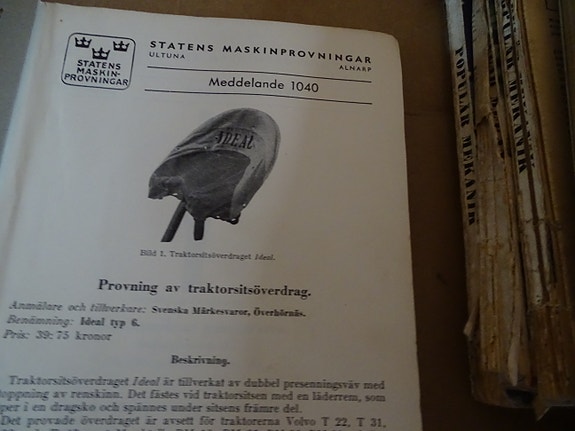 STATENS
MASKIN-
PROVNINGAR
STATENS MASKINPROVNINGAR
ULTUNA ALNARP
Meddelande 1040
IDEAL
Bild 1. Traktorsitsöverdraget Ideal.
Provning av traktorsitsöverdrag.
Anmälare och tillverkare: Svenska Märkesvaror, Överhörnäs.
Benämning: Ideal typ 6.
Pris: 39:75 kronor
Beskrivning.
Traktorsitsöverdraget Ideal är tillverkat av dubbel presenningsväv med
toppning av renskinn. Det fästes vid traktorsitsen med en läderrem, som
per i en dragsko och spännes under sitsens främre del.
Det provade överdraget är avsett för traktorerna Volvo T 22, T 31,
POPULÄR MEKANIK
POPULÄR MEKANIK